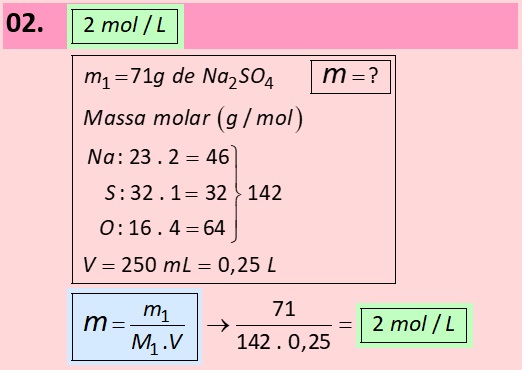 02. 2 mol / L
m₁ = 71g de Na₂SO₄ m = ?
Massa molar (g / mol)
Na : 23 . 2 = 46
S : 32 . 1 = 32 } 142
O : 16 . 4 = 64
V = 250 mL = 0,25 L
m = m₁ / M₁ . V → 71 / 142 . 0,25 = 2 mol / L